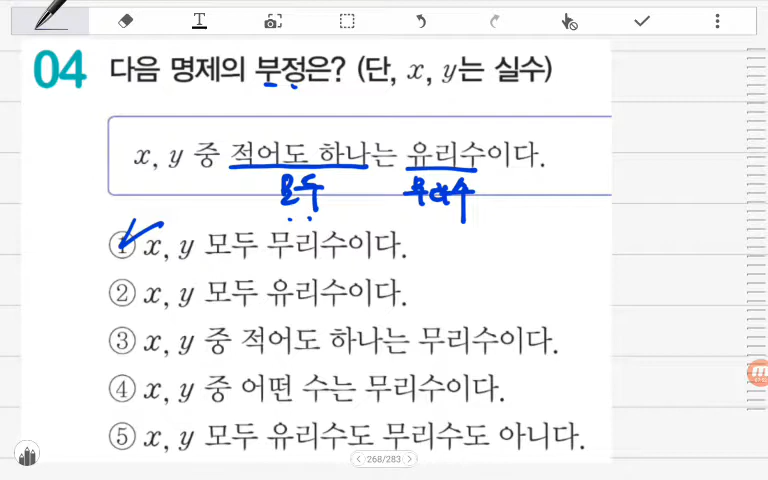 T
04 다음 명제의 부정은? (단, x, y는 실수)
x, y 중 적어도 하나는 유리수이다.
모두 무리수
① x, y 모두 무리수이다.
② x, y 모두 유리수이다.
③ x, y 중 적어도 하나는 무리수이다.
④ x, y 중 어떤 수는 무리수이다.
⑤ x, y 모두 유리수도 무리수도 아니다.
268/283